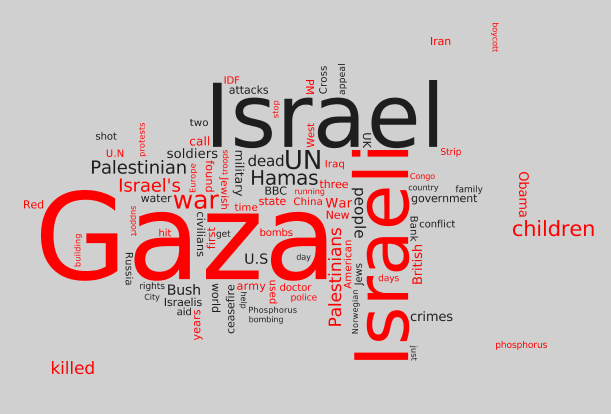 boycott
Iran
Cross
appeal
IDF
attacks
PM
Israel
stop
two
protests
shot
call
West
UK
Strip
U.N
soldiers
troops
military
dead
UN
Israeli
Palestinian
Europe
found
Jewish
Hamas
Iraq
Congo
Israel's
BBC
running
three
country
family
Obama
water
war
state
China
War
people
government
Red
Gaza
support
time
New
children
civilians
first
get
hit
bombs
Bank
conflict
building
Palestinians
American
British
Russia
U.S
day
Jews
days
rights
City
Bush
world
ceasefire
army
help
used
doctor
police
Israelis
aid
years
Phosphorus
bombing
Norwegian
crimes
just
phosphorus
killed